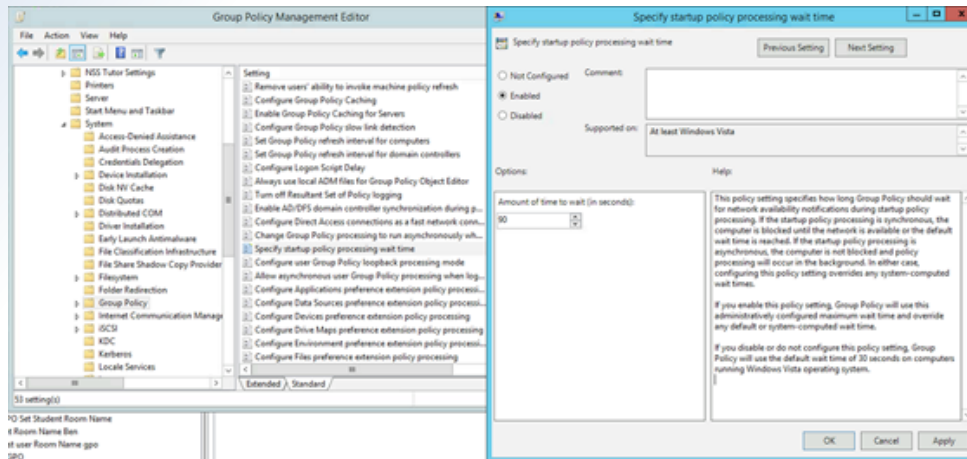 Group Policy Management Editor
File Action View Help
NSS Tutor Settings
Printers
Server
Start Menu and Taskbar
System
Access-Denied Assistance
Audit Process Creation
Credentials Delegation
Device Installation
Disk NV Cache
Disk Quotas
Distributed COM
Driver Installation
Early Launch Antimalware
File Classification Infrastructure
File Share Shadow Copy Provider
Filesystem
Folder Redirection
Group Policy
Internet Communication Manage
iSCSI
KDC
Kerberos
Locale Services
Setting
Remove users' ability to invoke machine policy refresh
Configure Group Policy Caching
Enable Group Policy Caching for Servers
Configure Group Policy slow link detection
Set Group Policy refresh interval for computers
Set Group Policy refresh interval for domain controllers
Configure Logon Script Delay
Always use local ADM files for Group Policy Object Editor
Turn off Resultant Set of Policy logging
Enable AD/DFS domain controller synchronization during p...
Configure Direct Access connections as a fast network conn...
Change Group Policy processing to run asynchronously wh...
Specify startup policy processing wait time
Configure user Group Policy loopback processing mode
Allow asynchronous user Group Policy processing when log...
Configure Applications preference extension policy processi...
Configure Data Sources preference extension policy processi...
Configure Devices preference extension policy processing
Configure Drive Maps preference extension policy processing
Configure Environment preference extension policy processi...
Configure Files preference extension policy processing
Extended Standard
53 setting(s)
PO Set Student Room Name
t Room Name Ben
et user Room Name gpo
GPO
Specify startup policy processing wait time
Specify startup policy processing wait time
Previous Setting Next Setting
Not Configured Comment:
Enabled
Disabled
Supported on: At least Windows Vista
Options: Help:
Amount of time to wait (in seconds):
90
This policy setting specifies how long Group Policy should wait
for network availability notifications during startup policy
processing. If the startup policy processing is synchronous, the
computer is blocked until the network is available or the default
wait time is reached. If the startup policy processing is
asynchronous, the computer is not blocked and policy
processing will occur in the background. In either case,
configuring this policy setting overrides any system-computed
wait times.
If you enable this policy setting, Group Policy will use this
administratively configured maximum wait time and override
any default or system-computed wait time.
If you disable or do not configure this policy setting, Group
Policy will use the default wait time of 30 seconds on computers
running Windows Vista operating system.
OK Cancel Apply